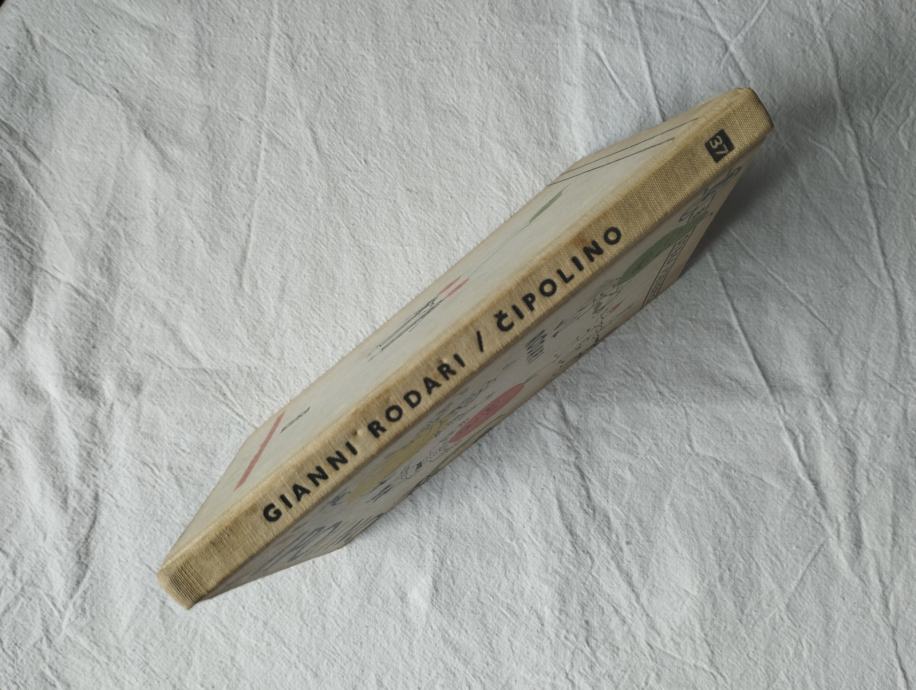 GIANNI RODARI / ČIPOLINO
37